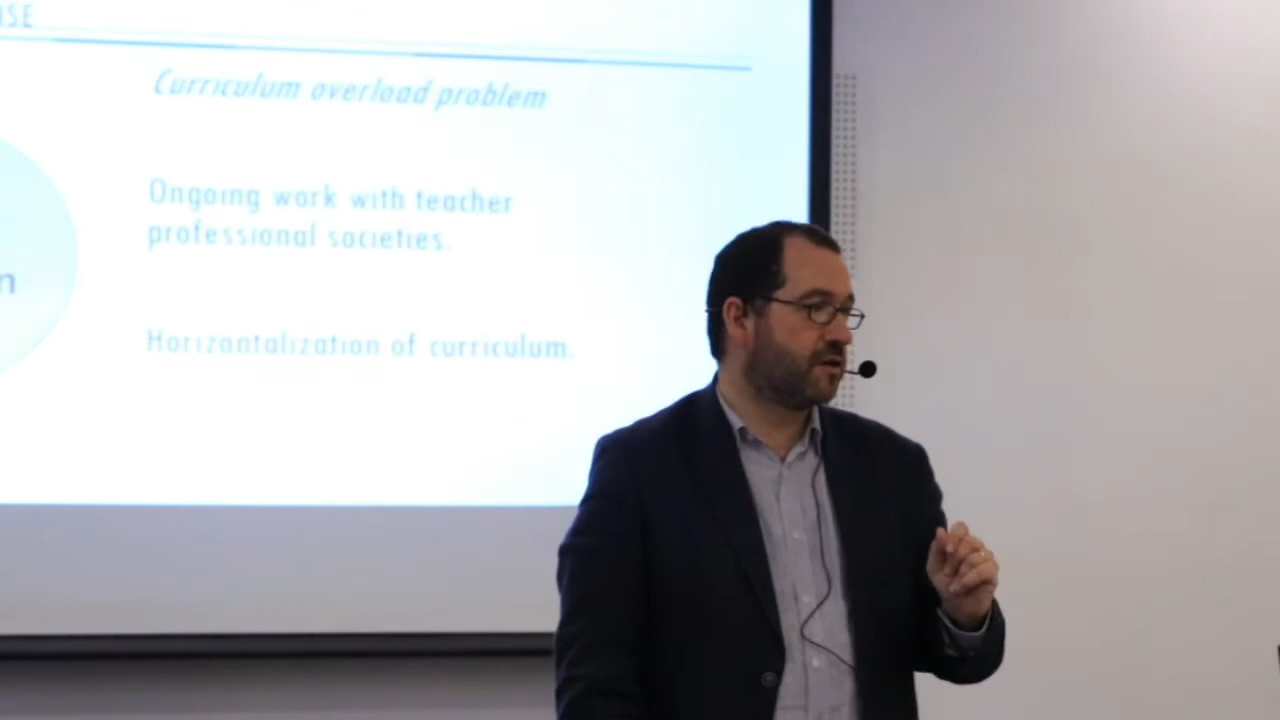 Curriculum overload problem
Ongoing work with teacher
professional societies.
Horizontalization of curriculum.